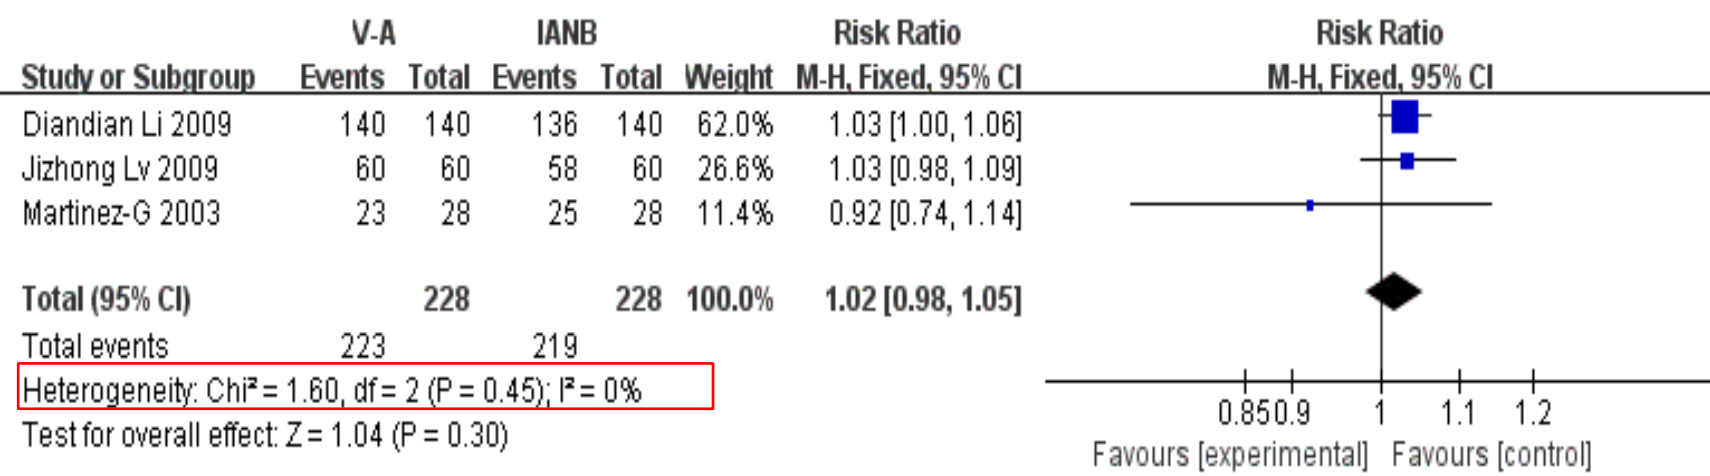 V-A IANB Risk Ratio Risk Ratio
Study or Subgroup Events Total Events Total Weight M-H, Fixed, 95% CI M-H, Fixed, 95% CI
Diandian Li 2009 140 140 136 140 62.0% 1.03 [1.00, 1.06]
Jizhong Lv 2009 60 60 58 60 26.6% 1.03 [0.98, 1.09]
Martinez-G 2003 23 28 25 28 11.4% 0.92 [0.74, 1.14]
Total (95% CI) 228 228 100.0% 1.02 [0.98, 1.05]
Total events 223 219
Heterogeneity: Chi² = 1.60, df = 2 (P = 0.45); I² = 0%
Test for overall effect: Z = 1.04 (P = 0.30)
0.85 0.9 1 1.1 1.2
Favours [experimental] Favours [control]